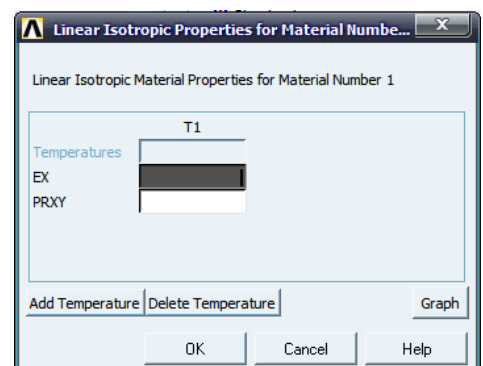 Linear Isotropic Properties for Material Numbe...
Linear Isotropic Material Properties for Material Number 1
T1
Temperatures
EX
PRXY
Add Temperature Delete Temperature Graph
OK Cancel Help